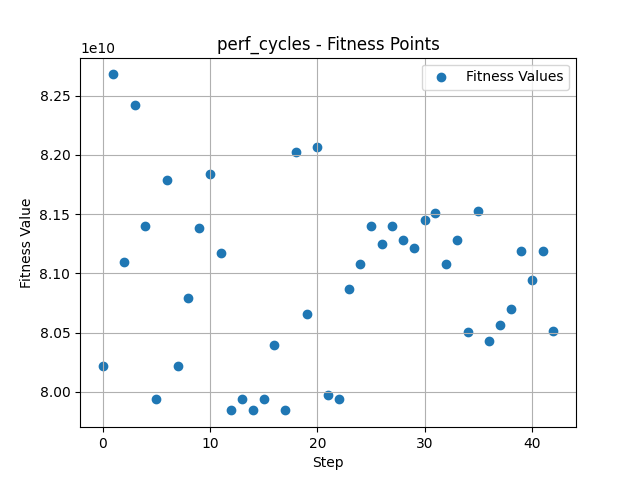 perf_cycles - Fitness Points
1e10
Fitness Values
8.25
8.20
8.15
8.10
8.05
8.00
Fitness Value
0 10 20 30 40
Step